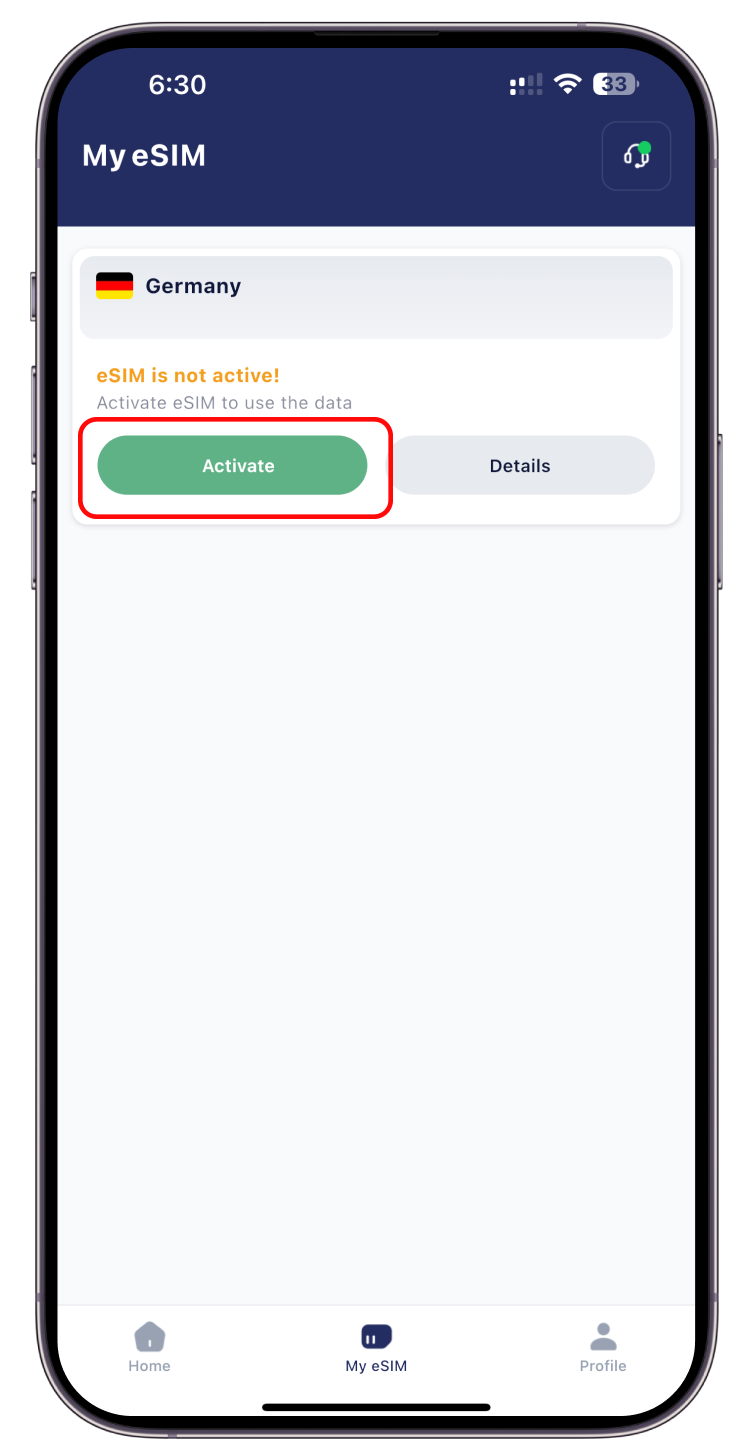 6:30
33
My eSIM
Germany
eSIM is not active!
Activate eSIM to use the data
Activate
Details
Home
My eSIM
Profile